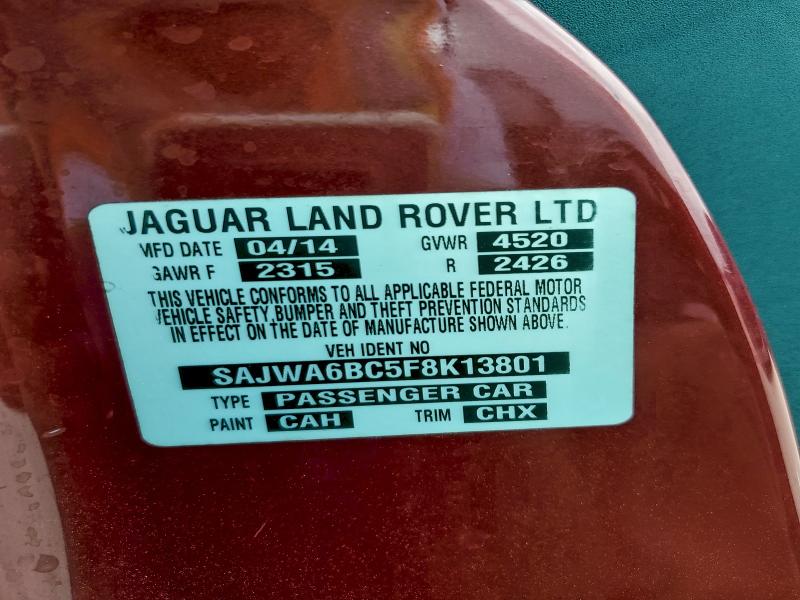 JAGUAR LAND ROVER LTD
MFD DATE 04/14 GVWR 4520
GAWR F 2315 R 2426
THIS VEHICLE CONFORMS TO ALL APPLICABLE FEDERAL MOTOR
VEHICLE SAFETY,BUMPER AND THEFT PREVENTION STANDARDS
IN EFFECT ON THE DATE OF MANUFACTURE SHOWN ABOVE.
VEH IDENT NO
SAJWA6BC5F8K13801
TYPE PASSENGER CAR
PAINT CAH TRIM CHX